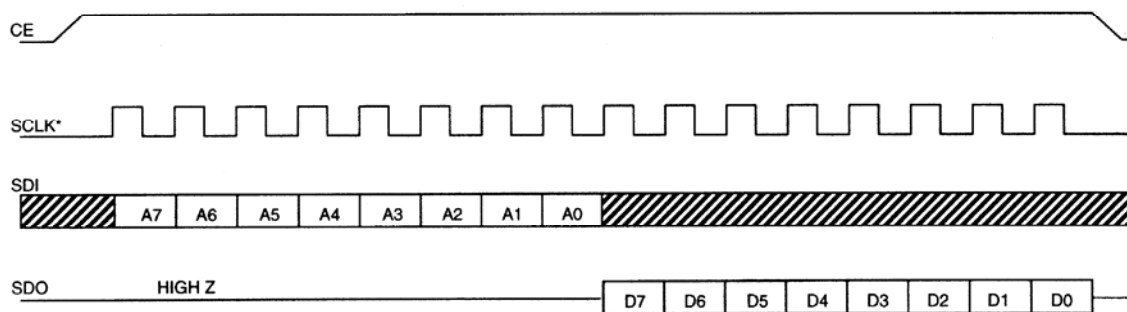 CE
SCLK*
SDI
A7 A6 A5 A4 A3 A2 A1 A0
SDO HIGH Z D7 D6 D5 D4 D3 D2 D1 D0